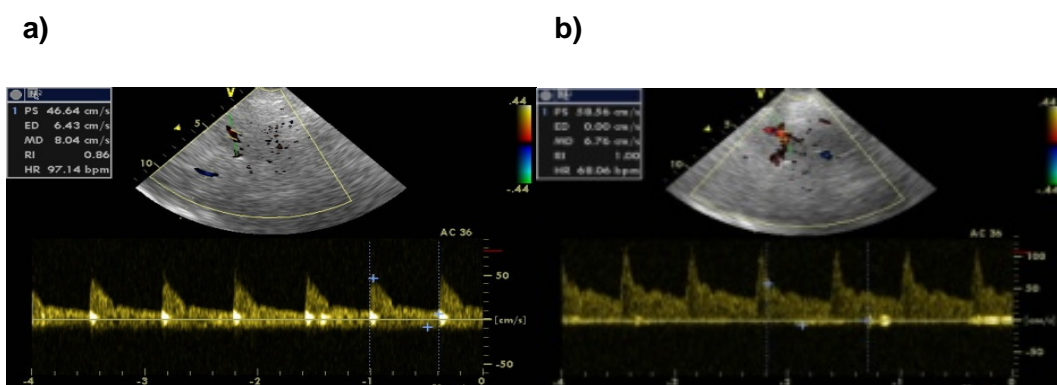 a)
b)
V
1 PS 46.64 cm/s
ED 6.43 cm/s
MD 8.04 cm/s
RI 0.86
HR 97.14 bpm
5
10
.44
-.44
AC 36
50
[cm/s]
-50
-4
-3
-2
-1
0
V
1 PS 58.56 cm/s
ED 0.00 cm/s
MD 6.76 cm/s
RI 1.00
HR 68.06 bpm
5
10
.44
-.44
AC 36
100
50
-4
-3
-2
-1